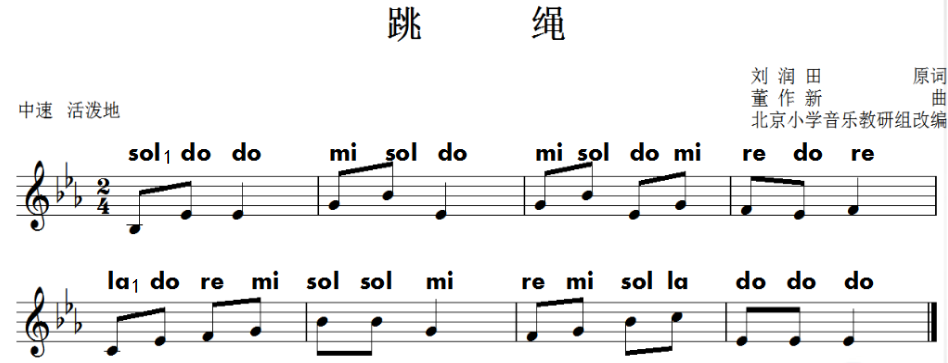 跳 绳
刘润田 原词
中速 活泼地
董作新 曲
北京小学音乐教研组改编
sol1 do do mi sol do mi sol do mi re do re
2
4
la1 do re mi sol sol mi re mi sol la do do do